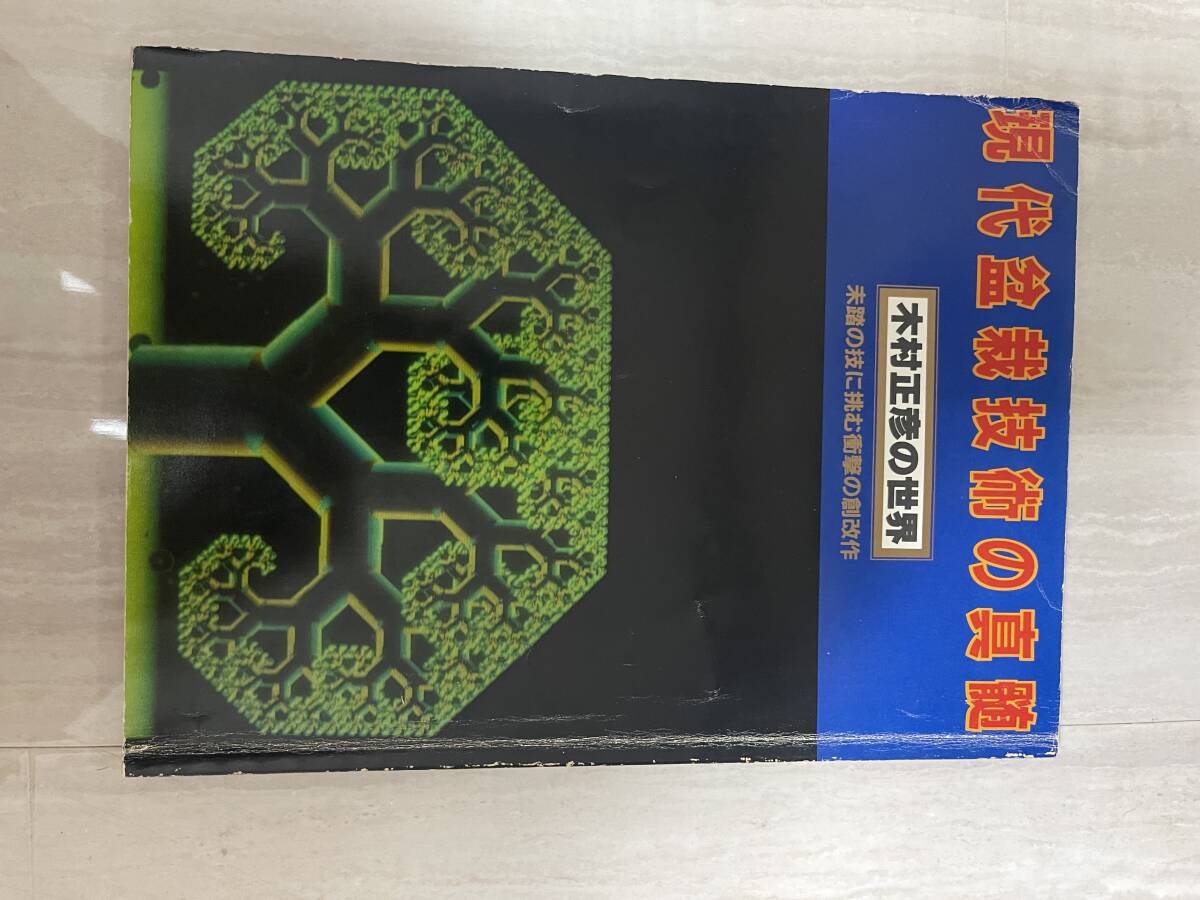 現代盆栽技術の真髄
木村正彦の世界
未踏の技に挑む衝撃の創改作